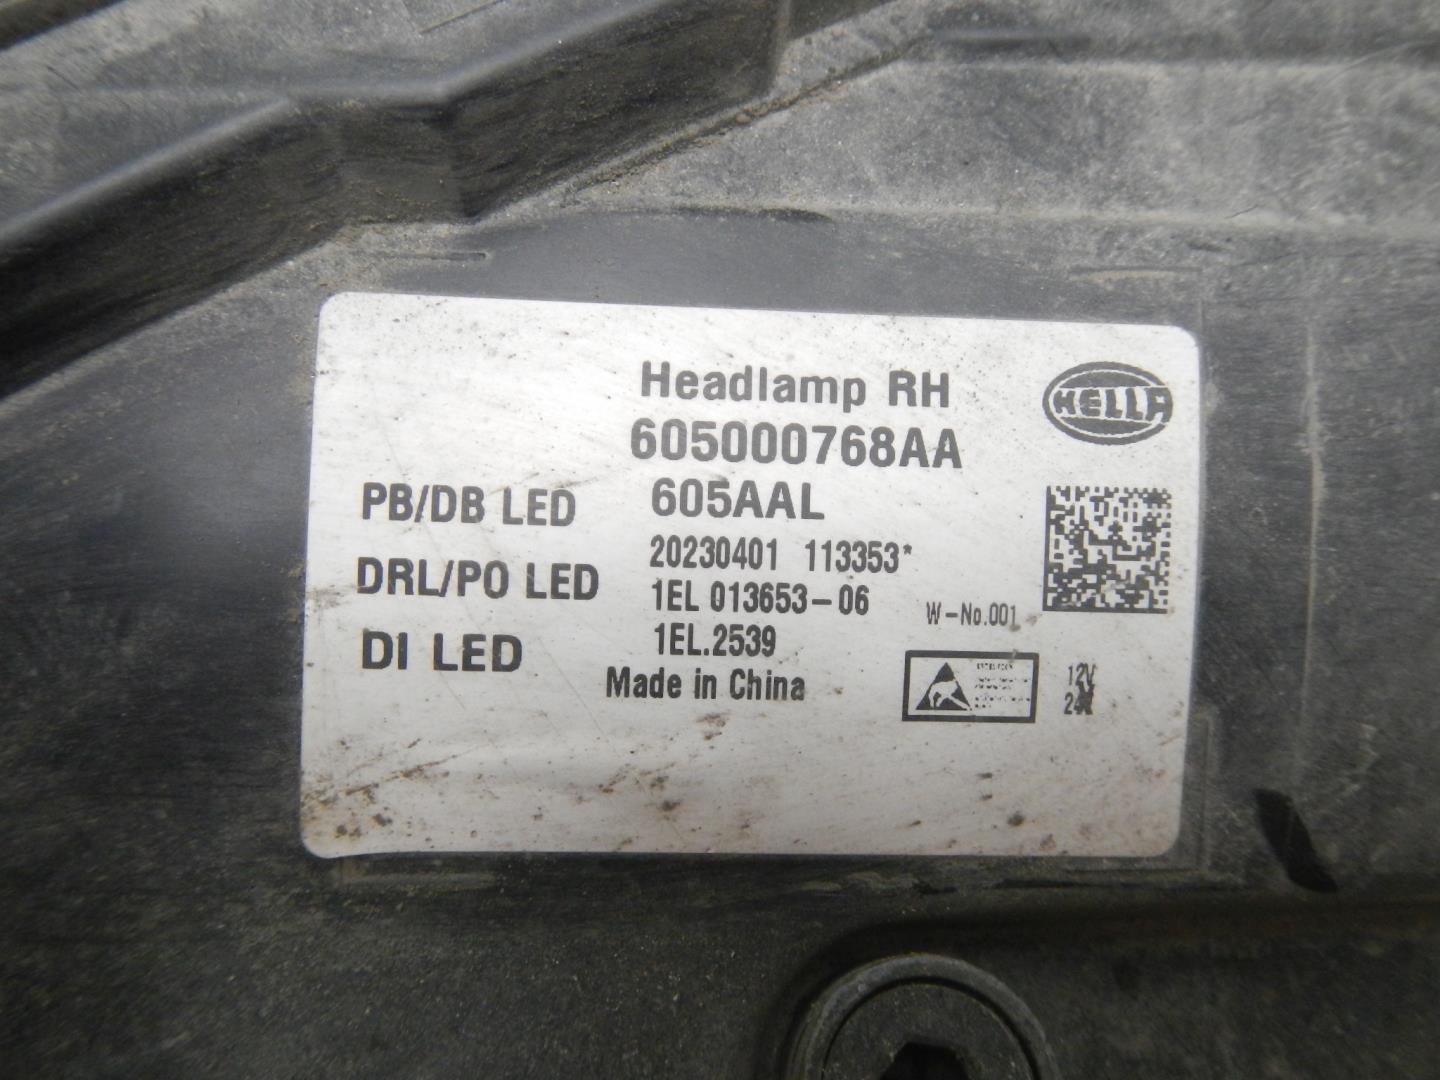 Headlamp RH
HELLA
605000768AA
PB/DB LED 605AAL
20230401 113353*
DRL/PO LED 1EL 013653-06
W-No.001
DI LED 1EL.2539
Made in China
12V